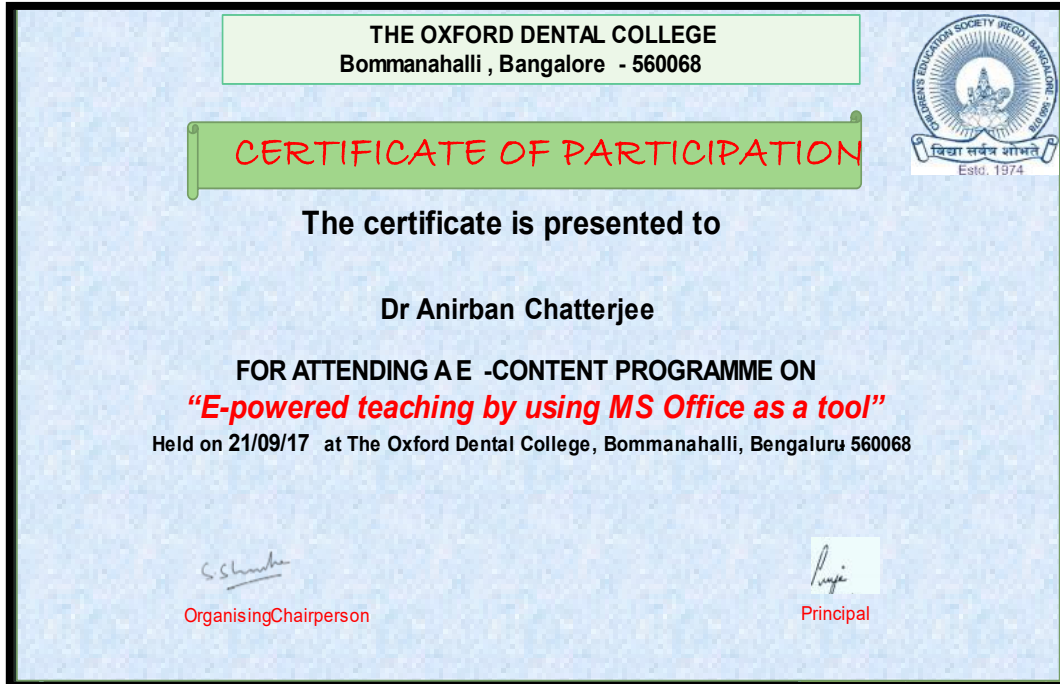 THE OXFORD DENTAL COLLEGE
Bommanahalli , Bangalore - 560068
CHILDREN'S EDUCATION SOCIETY (REGD.) BANGALORE - 560 078
विद्या सर्वत्र शोभते
Estd. 1974
CERTIFICATE OF PARTICIPATION
The certificate is presented to
Dr Anirban Chatterjee
FOR ATTENDING A E -CONTENT PROGRAMME ON
“E-powered teaching by using MS Office as a tool”
Held on 21/09/17 at The Oxford Dental College, Bommanahalli, Bengaluru- 560068
OrganisingChairperson
Principal